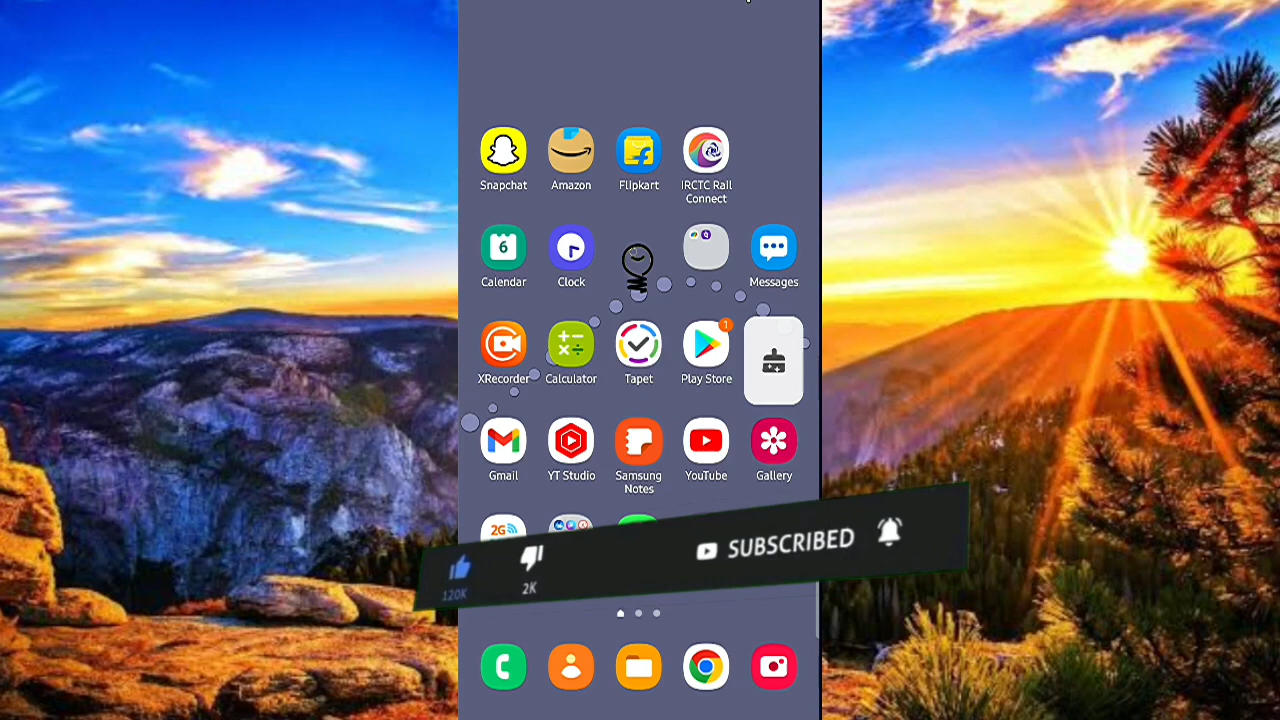 Snapchat
Amazon
Flipkart
IRCTC Rail
Connect
6
Calendar
Clock
Messages
XRecorder
Calculator
Tapet
1
Play Store
Gmail
YT Studio
Samsung
Notes
YouTube
Gallery
2G
120K
2K
SUBSCRIBED